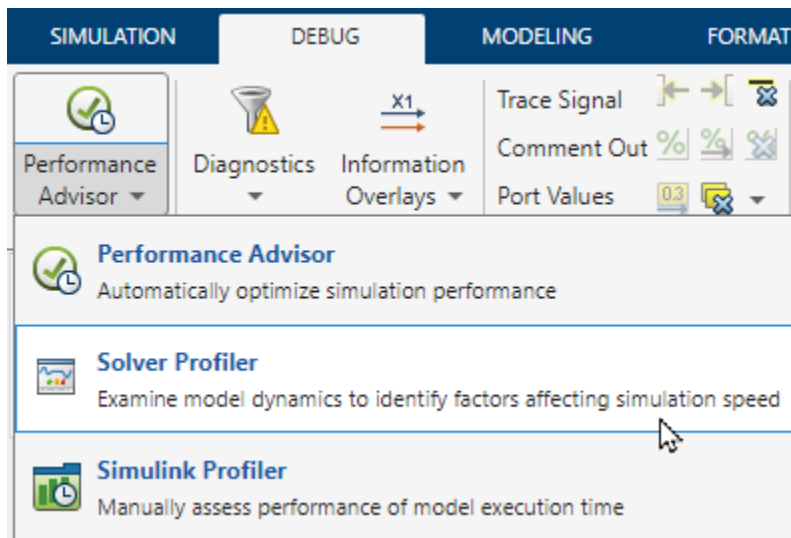 SIMULATION DEBUG MODELING FORMAT
Performance Advisor
Diagnostics
Information Overlays
X1
Trace Signal
Comment Out
Port Values
0.3
Performance Advisor
Automatically optimize simulation performance
Solver Profiler
Examine model dynamics to identify factors affecting simulation speed
Simulink Profiler
Manually assess performance of model execution time